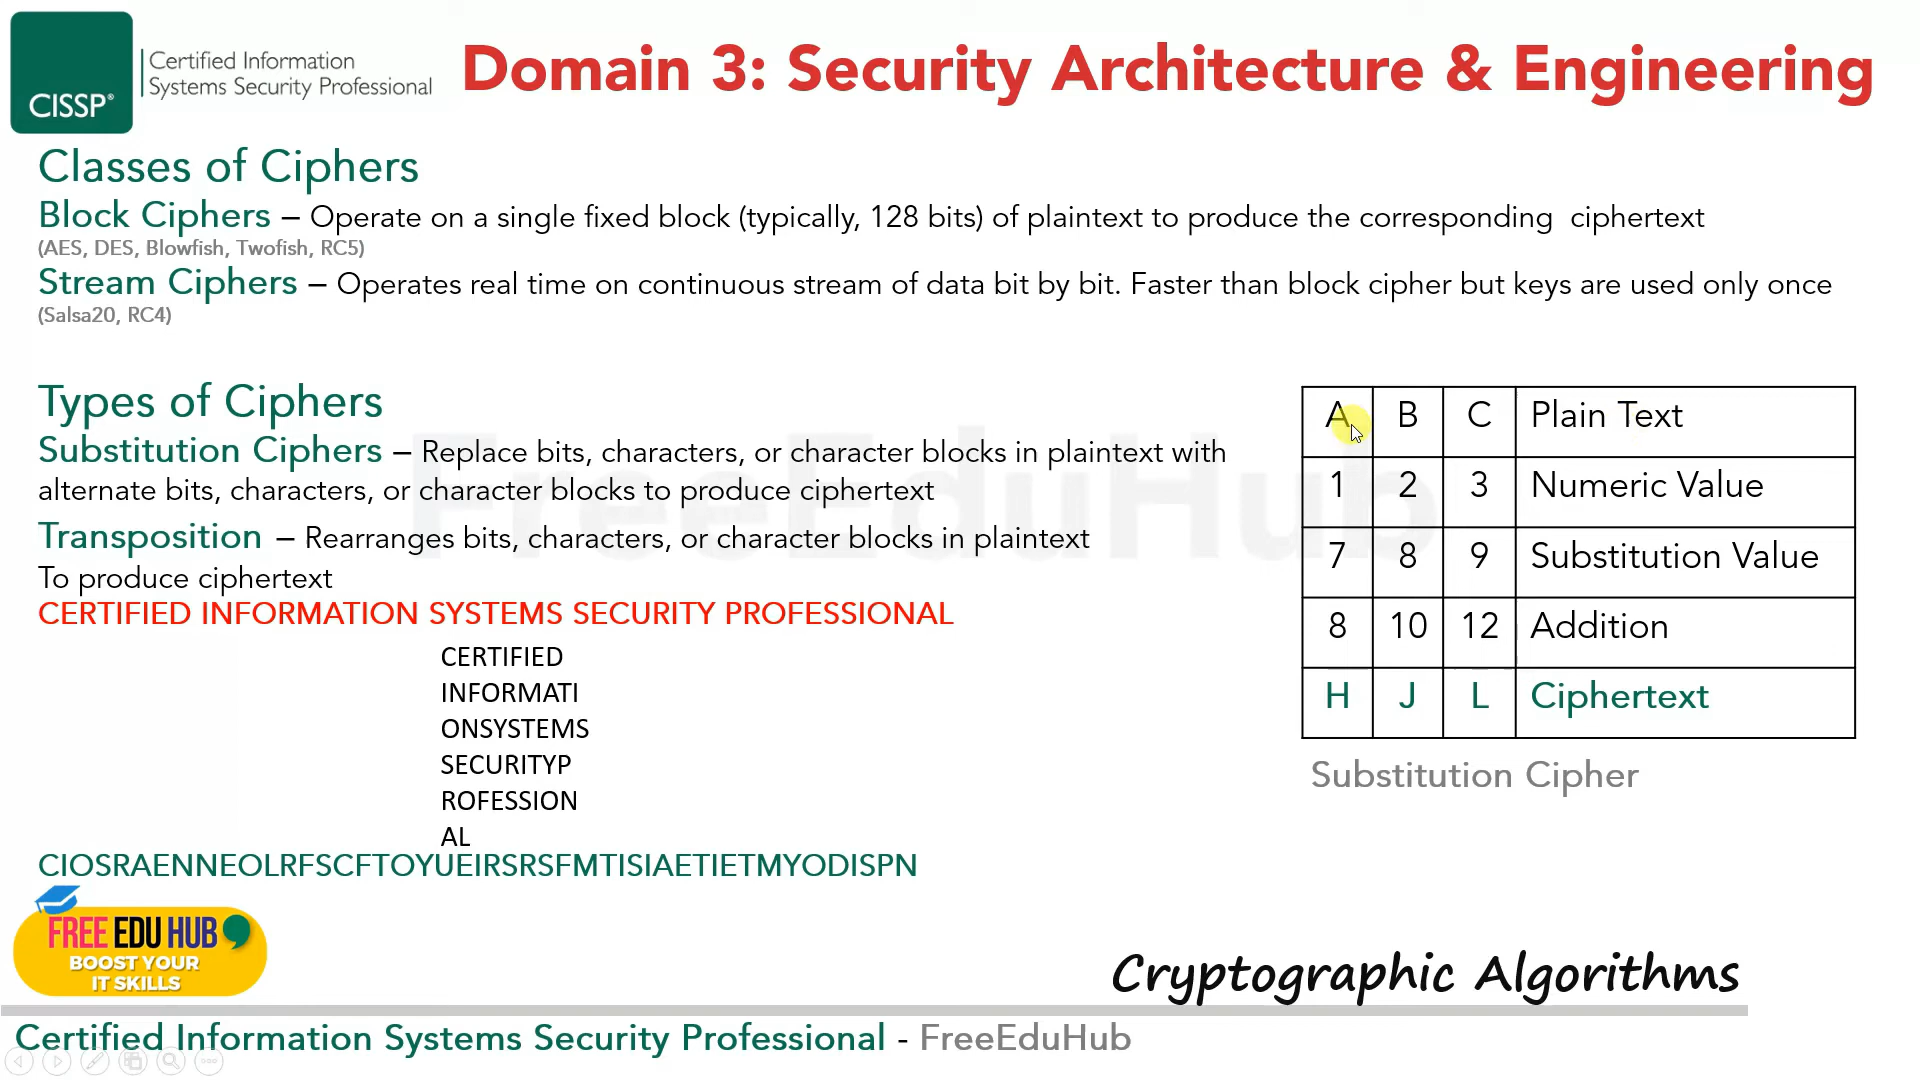 CISSP®
Certified Information
Systems Security Professional
Domain 3: Security Architecture & Engineering
Classes of Ciphers
Block Ciphers – Operate on a single fixed block (typically, 128 bits) of plaintext to produce the corresponding ciphertext
(AES, DES, Blowfish, Twofish, RC5)
Stream Ciphers – Operates real time on continuous stream of data bit by bit. Faster than block cipher but keys are used only once
(Salsa20, RC4)
Types of Ciphers
Substitution Ciphers – Replace bits, characters, or character blocks in plaintext with
alternate bits, characters, or character blocks to produce ciphertext
Transposition – Rearranges bits, characters, or character blocks in plaintext
To produce ciphertext
CERTIFIED INFORMATION SYSTEMS SECURITY PROFESSIONAL
CERTIFIED
INFORMATI
ONSYSTEMS
SECURITYP
ROFESSION
AL
CIOSRAENNEOLRFSCFTOYUEIRSRSFMTISIAETIETMYODISPN
A B C Plain Text
1 2 3 Numeric Value
7 8 9 Substitution Value
8 10 12 Addition
H J L Ciphertext
Substitution Cipher
FreeEduHub
FREE EDU HUB
BOOST YOUR
IT SKILLS
Cryptographic Algorithms
Certified Information Systems Security Professional - FreeEduHub